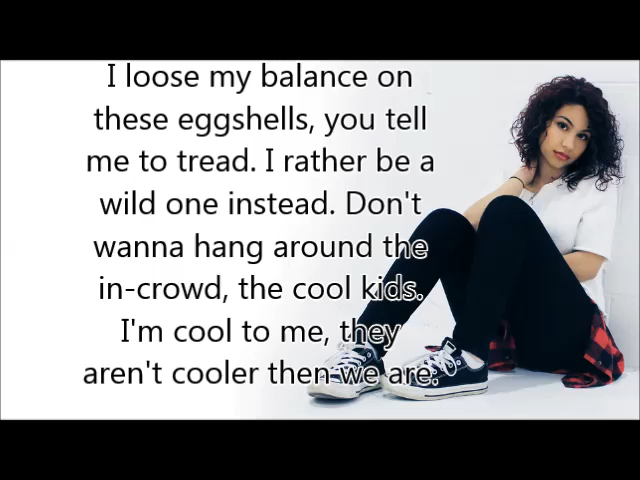 I loose my balance on
these eggshells, you tell
me to tread. I rather be a
wild one instead. Don't
wanna hang around the
in-crowd, the cool kids.
I'm cool to me, they
aren't cooler then we are.